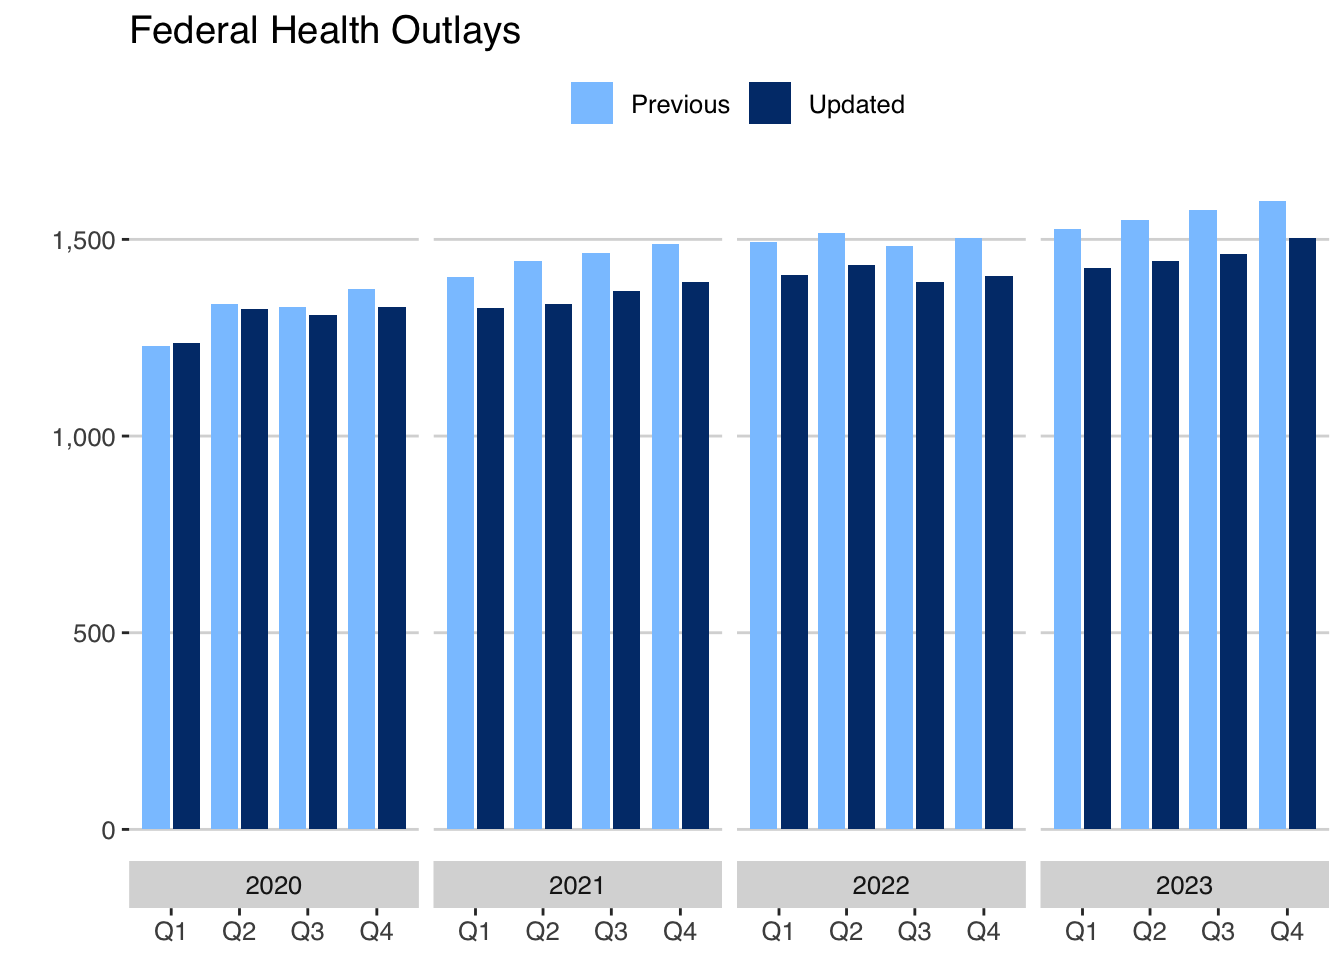 Federal Health Outlays
Previous Updated
1,500
1,000
500
0
2020 2021 2022 2023
Q1 Q2 Q3 Q4 Q1 Q2 Q3 Q4 Q1 Q2 Q3 Q4 Q1 Q2 Q3 Q4